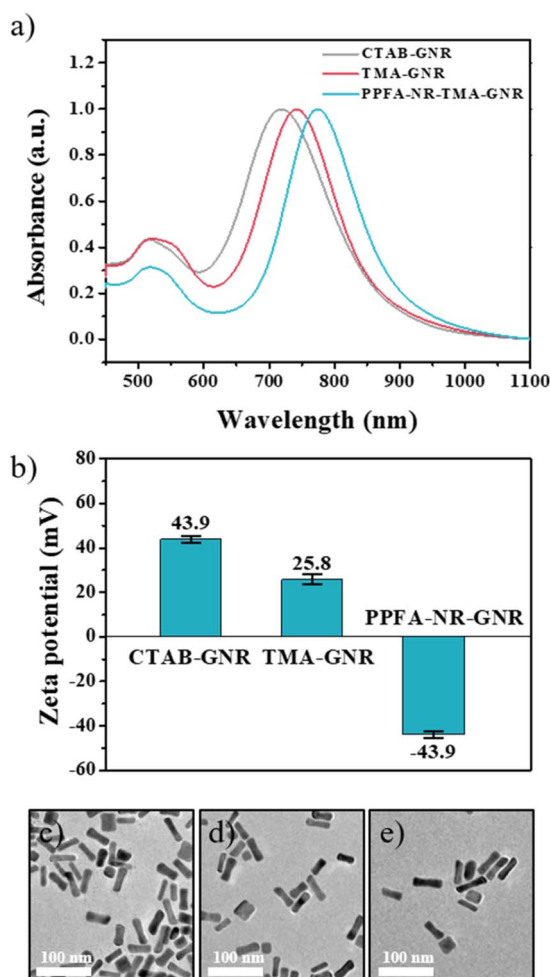 a)
Absorbance (a.u.)
1.2
1.0
0.8
0.6
0.4
0.2
0.0
CTAB-GNR
TMA-GNR
PPFA-NR-TMA-GNR
500 600 700 800 900 1000 1100
Wavelength (nm)
b)
Zeta potential (mV)
80
60
40
20
0
-20
-40
-60
43.9
25.8
PPFA-NR-GNR
CTAB-GNR TMA-GNR
-43.9
c) d) e)
100 nm 100 nm 100 nm